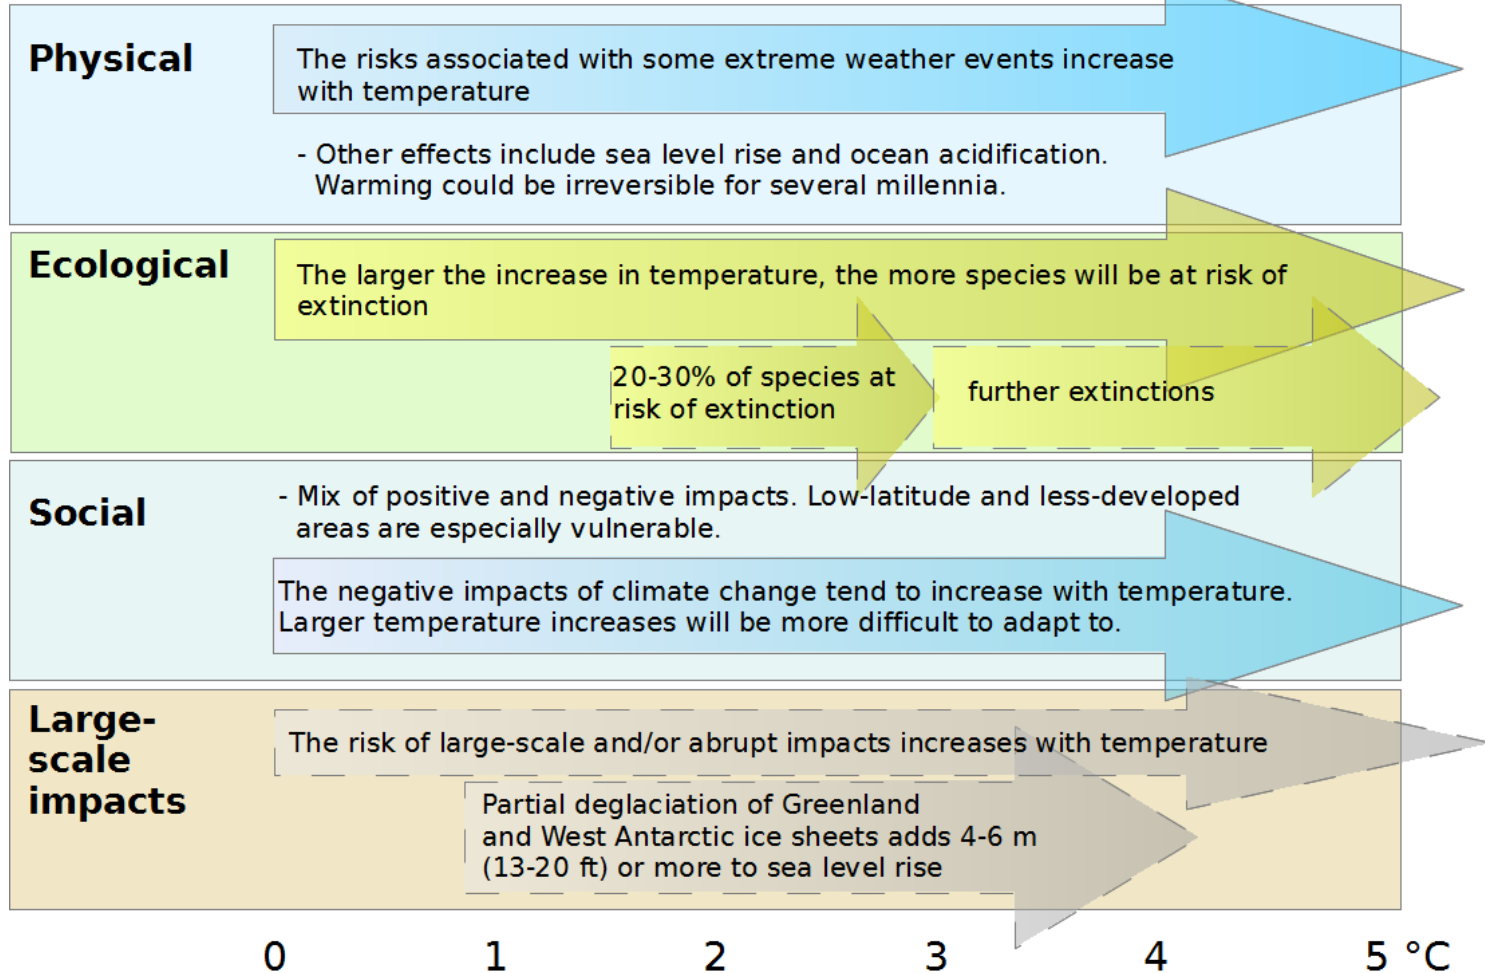 Physical
The risks associated with some extreme weather events increase
with temperature
- Other effects include sea level rise and ocean acidification.
Warming could be irreversible for several millennia.
Ecological
The larger the increase in temperature, the more species will be at risk of
extinction
20-30% of species at
risk of extinction
further extinctions
Social
- Mix of positive and negative impacts. Low-latitude and less-developed
areas are especially vulnerable.
The negative impacts of climate change tend to increase with temperature.
Larger temperature increases will be more difficult to adapt to.
Large-
scale
impacts
The risk of large-scale and/or abrupt impacts increases with temperature
Partial deglaciation of Greenland
and West Antarctic ice sheets adds 4-6 m
(13-20 ft) or more to sea level rise
0 1 2 3 4 5 °C